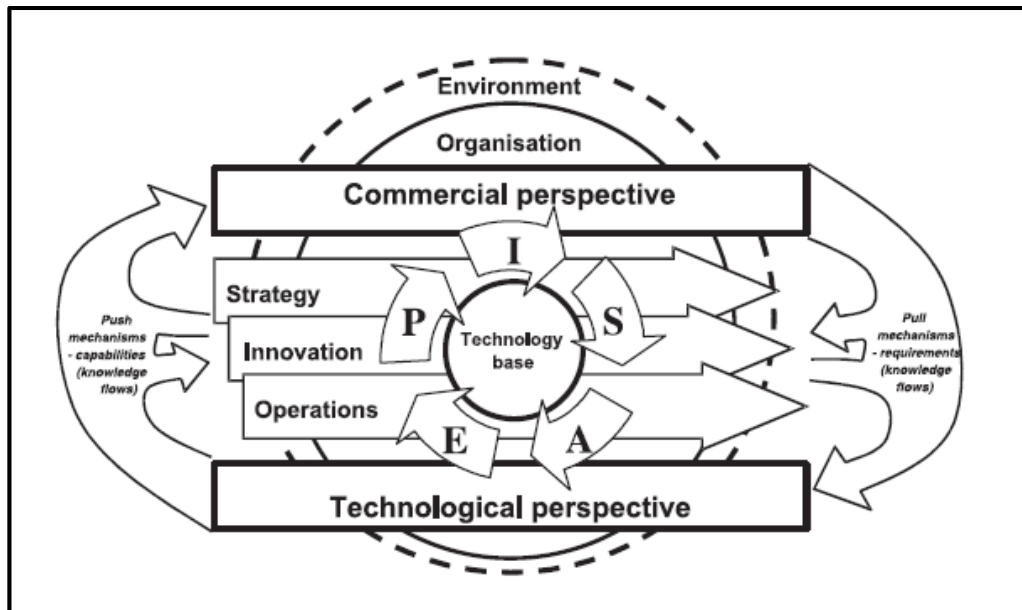 Environment
Organisation
Commercial perspective
I
P
S
Strategy
Technology
base
Innovation
Operations
E
A
Push
mechanisms
- capabilities
(knowledge
flows)
Pull
mechanisms
- requirements
(knowledge
flows)
Technological perspective